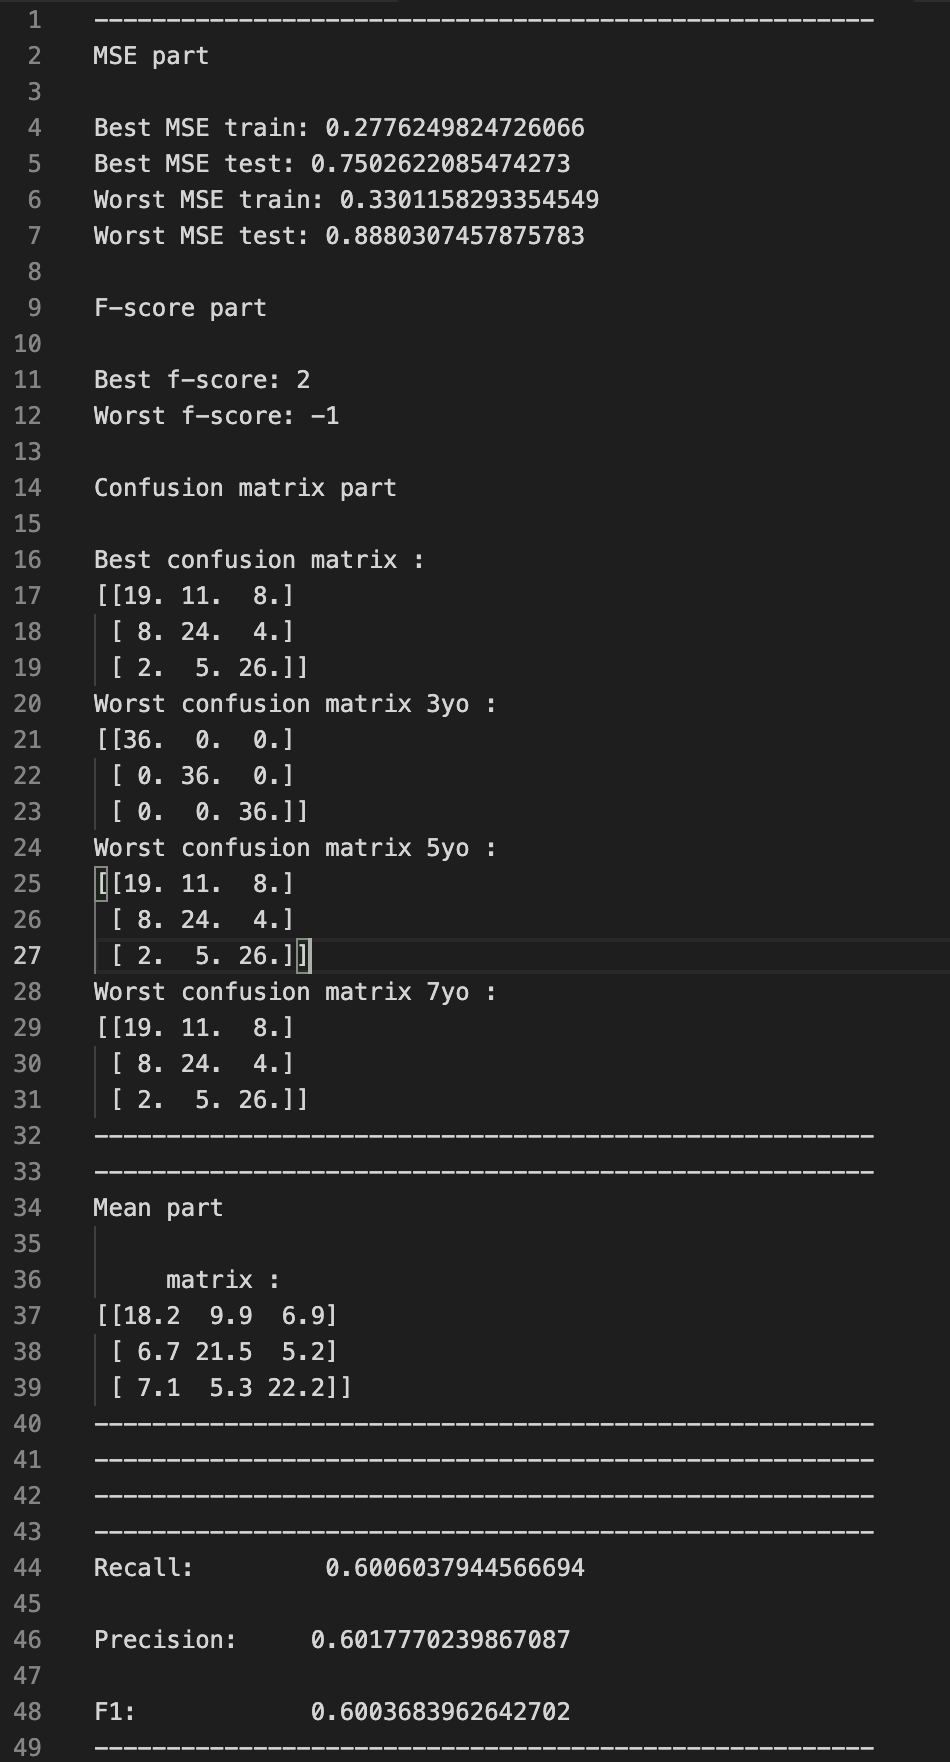 1 ------------------------------------------------------
2 MSE part
3
4 Best MSE train: 0.2776249824726066
5 Best MSE test: 0.7502622085474273
6 Worst MSE train: 0.3301158293354549
7 Worst MSE test: 0.8880307457875783
8
9 F-score part
10
11 Best f-score: 2
12 Worst f-score: -1
13
14 Confusion matrix part
15
16 Best confusion matrix :
17 [[19. 11.  8.]
18  [ 8. 24.  4.]
19  [ 2.  5. 26.]]
20 Worst confusion matrix 3yo :
21 [[36.  0.  0.]
22  [ 0. 36.  0.]
23  [ 0.  0. 36.]]
24 Worst confusion matrix 5yo :
25 [[19. 11.  8.]
26  [ 8. 24.  4.]
27  [ 2.  5. 26.]]
28 Worst confusion matrix 7yo :
29 [[19. 11.  8.]
30  [ 8. 24.  4.]
31  [ 2.  5. 26.]]
32 ------------------------------------------------------
33 ------------------------------------------------------
34 Mean part
35
36      matrix :
37 [[18.2  9.9  6.9]
38  [ 6.7 21.5  5.2]
39  [ 7.1  5.3 22.2]]
40 ------------------------------------------------------
41 ------------------------------------------------------
42 ------------------------------------------------------
43 ------------------------------------------------------
44 Recall:         0.6006037944566694
45
46 Precision:     0.6017770239867087
47
48 F1:            0.6003683962642702
49 ------------------------------------------------------